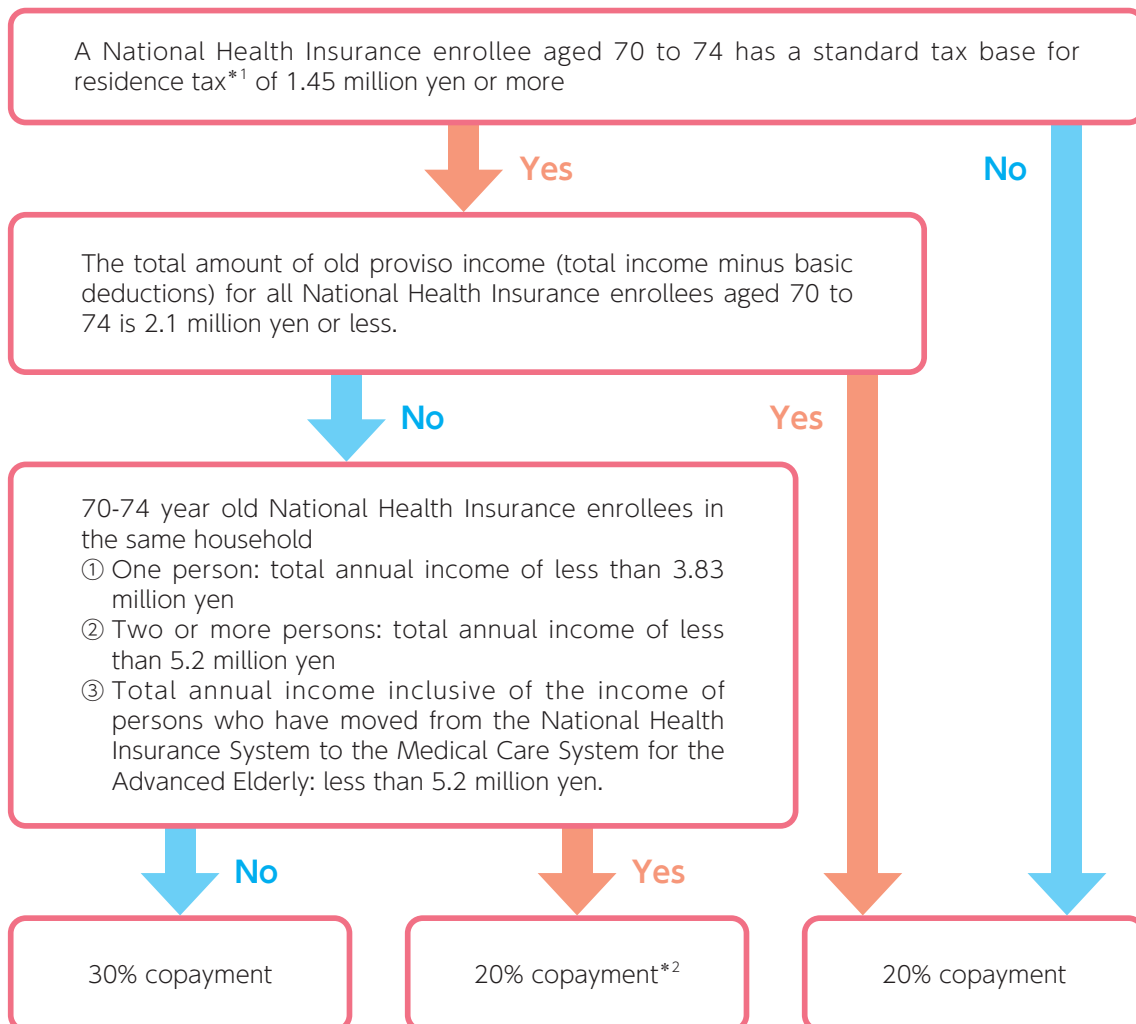 A National Health Insurance enrollee aged 70 to 74 has a standard tax base for
residence tax*1 of 1.45 million yen or more
Yes
No
The total amount of old proviso income (total income minus basic
deductions) for all National Health Insurance enrollees aged 70 to
74 is 2.1 million yen or less.
No
Yes
70-74 year old National Health Insurance enrollees in
the same household
① One person: total annual income of less than 3.83
million yen
② Two or more persons: total annual income of less
than 5.2 million yen
③ Total annual income inclusive of the income of
persons who have moved from the National Health
Insurance System to the Medical Care System for the
Advanced Elderly: less than 5.2 million yen.
No
Yes
30% copayment
20% copayment*2
20% copayment